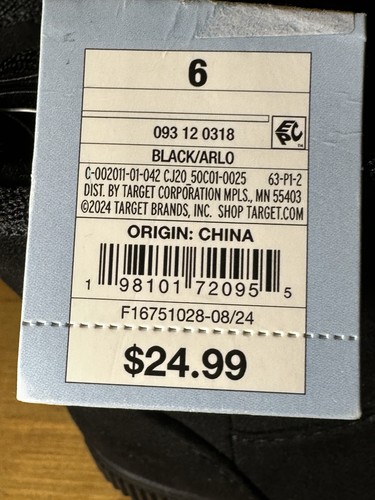 6
093 12 0318
EPC
TM
BLACK/ARLO
C-002011-01-042 CJ20_50C01-0025 63-P1-2
DIST. BY TARGET CORPORATION MPLS., MN 55403
©2024 TARGET BRANDS, INC. SHOP TARGET.COM
ORIGIN: CHINA
1 98101 72095 5
F16751028-08/24
$24.99